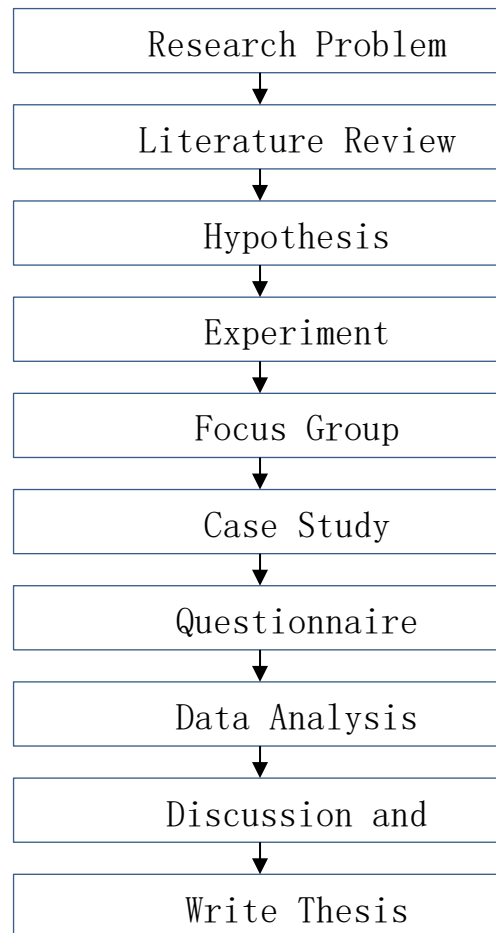 Research Problem
Literature Review
Hypothesis
Experiment
Focus Group
Case Study
Questionnaire
Data Analysis
Discussion and
Write Thesis